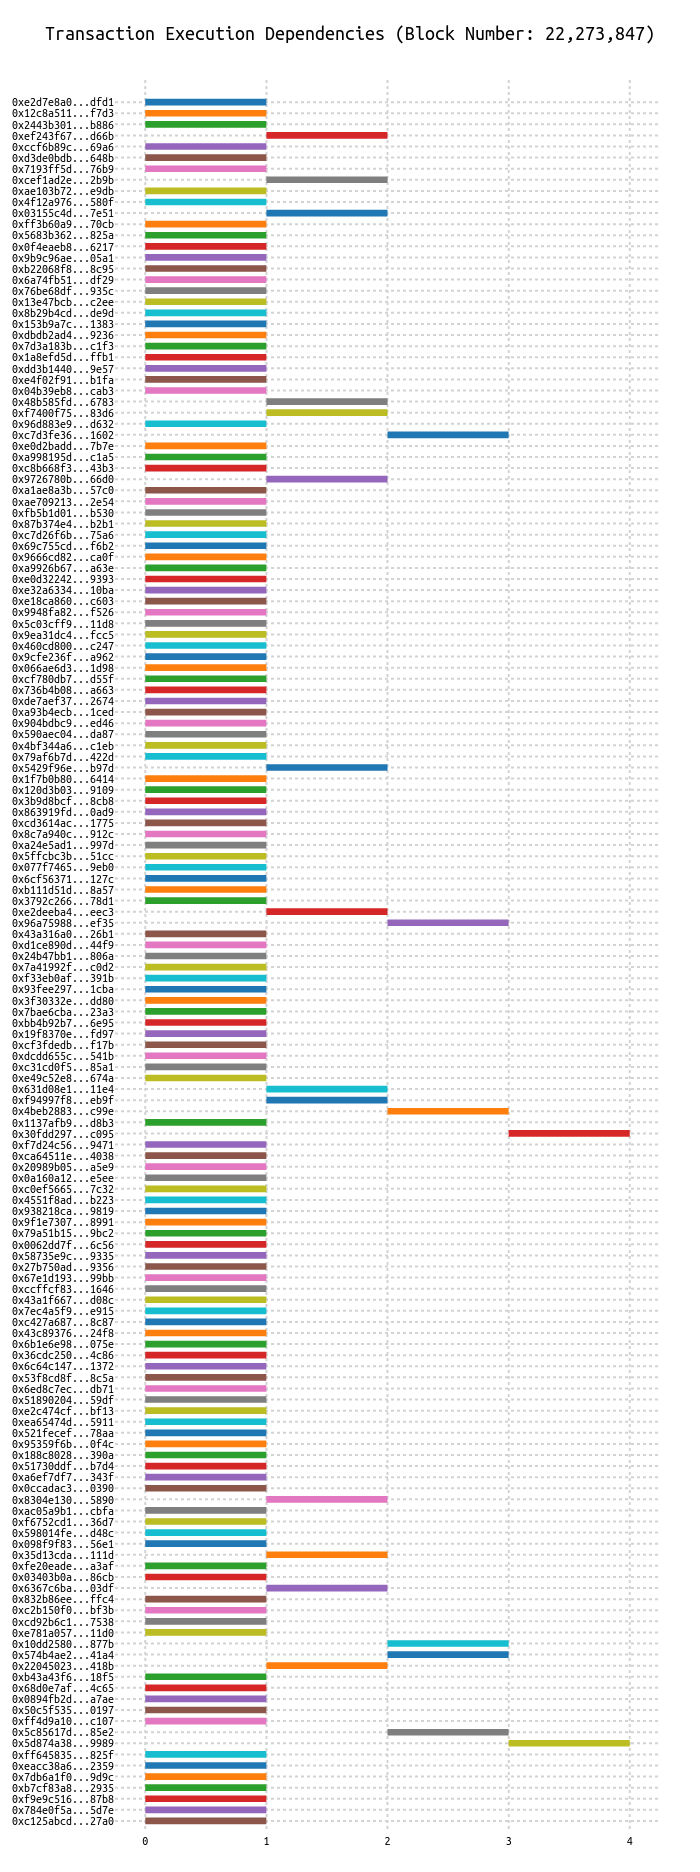 Transaction Execution Dependencies (Block Number: 22,273,847)
0xe2d7e8a0...dfd1
0x12c8a511...f7d3
0x2443b301...b886
0xef243f67...d66b
0xccf6b89c...69a6
0xd3de0bdb...648b
0x7193ff5d...76b9
0xcef1ad2e...2b9b
0xae103b72...e9db
0x4f12a976...580f
0x03155c4d...7e51
0xff3b60a9...70cb
0x5683b362...825a
0x0f4eaeb8...6217
0x9b9c96ae...05a1
0xb22068f8...8c95
0x6a74fb51...df29
0x76be68df...935c
0x13e47bcb...c2ee
0x8b29b4cd...de9d
0x153b9a7c...1383
0xdbdb2ad4...9236
0x7d3a183b...c1f3
0x1a8efd5d...ffb1
0xdd3b1440...9e57
0xe4f02f91...b1fa
0x04b39eb8...cab3
0x48b585fd...6783
0xf7400f75...83d6
0x96d883e9...d632
0xc7d3fe36...1602
0xe0d2badd...7b7e
0xa998195d...c1a5
0xc8b668f3...43b3
0x9726780b...66d0
0xa1ae8a3b...57c0
0xae709213...2e54
0xfb5b1d01...b530
0x87b374e4...b2b1
0xc7d26f6b...75a6
0x69c755cd...f6b2
0x9666cd82...ca0f
0xa9926b67...a63e
0xe0d32242...9393
0xe32a6334...10ba
0xe18ca860...c603
0x9948fa82...f526
0x5c03cff9...11d8
0x9ea31dc4...fcc5
0x460cd800...c247
0x9cfe236f...a962
0x066ae6d3...1d98
0xcf780db7...d55f
0x736b4b08...a663
0xde7aef37...2674
0xa93b4ecb...1ced
0x904bdbc9...ed46
0x590aec04...da87
0x4bf344a6...c1eb
0x79af6b7d...422d
0x5429f96e...b97d
0x1f7b0b80...6414
0x120d3b03...9109
0x3b9d8bcf...8cb8
0x863919fd...0ad9
0xcd3614ac...1775
0x8c7a940c...912c
0xa24e5ad1...997d
0x5ffcbc3b...51cc
0x077f7465...9eb0
0x6cf56371...127c
0xb111d51d...8a57
0x3792c266...78d1
0xe2deeba4...eec3
0x96a75988...ef35
0x43a316a0...26b1
0xd1ce890d...44f9
0x24b47bb1...806a
0x7a41992f...c0d2
0xf33eb0af...391b
0x93fee297...1cba
0x3f30332e...dd80
0x7bae6cba...23a3
0xbb4b92b7...6e95
0x19f8370e...fd97
0xcf3fdedb...f17b
0xdcdd655c...541b
0xc31cd0f5...85a1
0xe49c52e8...674a
0x631d08e1...11e4
0xf94997f8...eb9f
0x4beb2883...c99e
0x1137afb9...d8b3
0x30fdd297...c095
0xf7d24c56...9471
0xca64511e...4038
0x20989b05...a5e9
0x0a160a12...e5ee
0xc0ef5665...7c32
0x4551f8ad...b223
0x938218ca...9819
0x9f1e7307...8991
0x79a51b15...9bc2
0x0062dd7f...6c56
0x58735e9c...9335
0x27b750ad...9356
0x67e1d193...99bb
0xccffcf83...1646
0x43a1f667...d08c
0x7ec4a5f9...e915
0xc427a687...8c87
0x43c89376...24f8
0x6b1e6e98...075e
0x36cdc250...4c86
0x6c64c147...1372
0x53f8cd8f...8c5a
0x6ed8c7ec...db71
0x51890204...59df
0xe2c474cf...bf13
0xea65474d...5911
0x521fecef...78aa
0x95359f6b...0f4c
0x188c8028...390a
0x51730ddf...b7d4
0xa6ef7df7...343f
0x0ccadac3...0390
0x8304e130...5890
0xac05a9b1...cbfa
0xf6752cd1...36d7
0x598014fe...d48c
0x098f9f83...56e1
0x35d13cda...111d
0xfe20eade...a3af
0x03403b0a...86cb
0x6367c6ba...03df
0x832b86ee...ffc4
0xc2b150f0...bf3b
0xcd92b6c1...7538
0xe781a057...11d0
0x10dd2580...877b
0x574b4ae2...41a4
0x22045023...418b
0xb43a43f6...18f5
0x68d0e7af...4c65
0x0894fb2d...a7ae
0x50c5f535...0197
0xff4d9a10...c107
0x5c85617d...85e2
0x5d874a38...9989
0xff645835...825f
0xeacc38a6...2359
0x7db6a1f0...9d9c
0xb7cf83a8...2935
0xf9e9c516...87b8
0x784e0f5a...5d7e
0xc125abcd...27a0
0 1 2 3 4